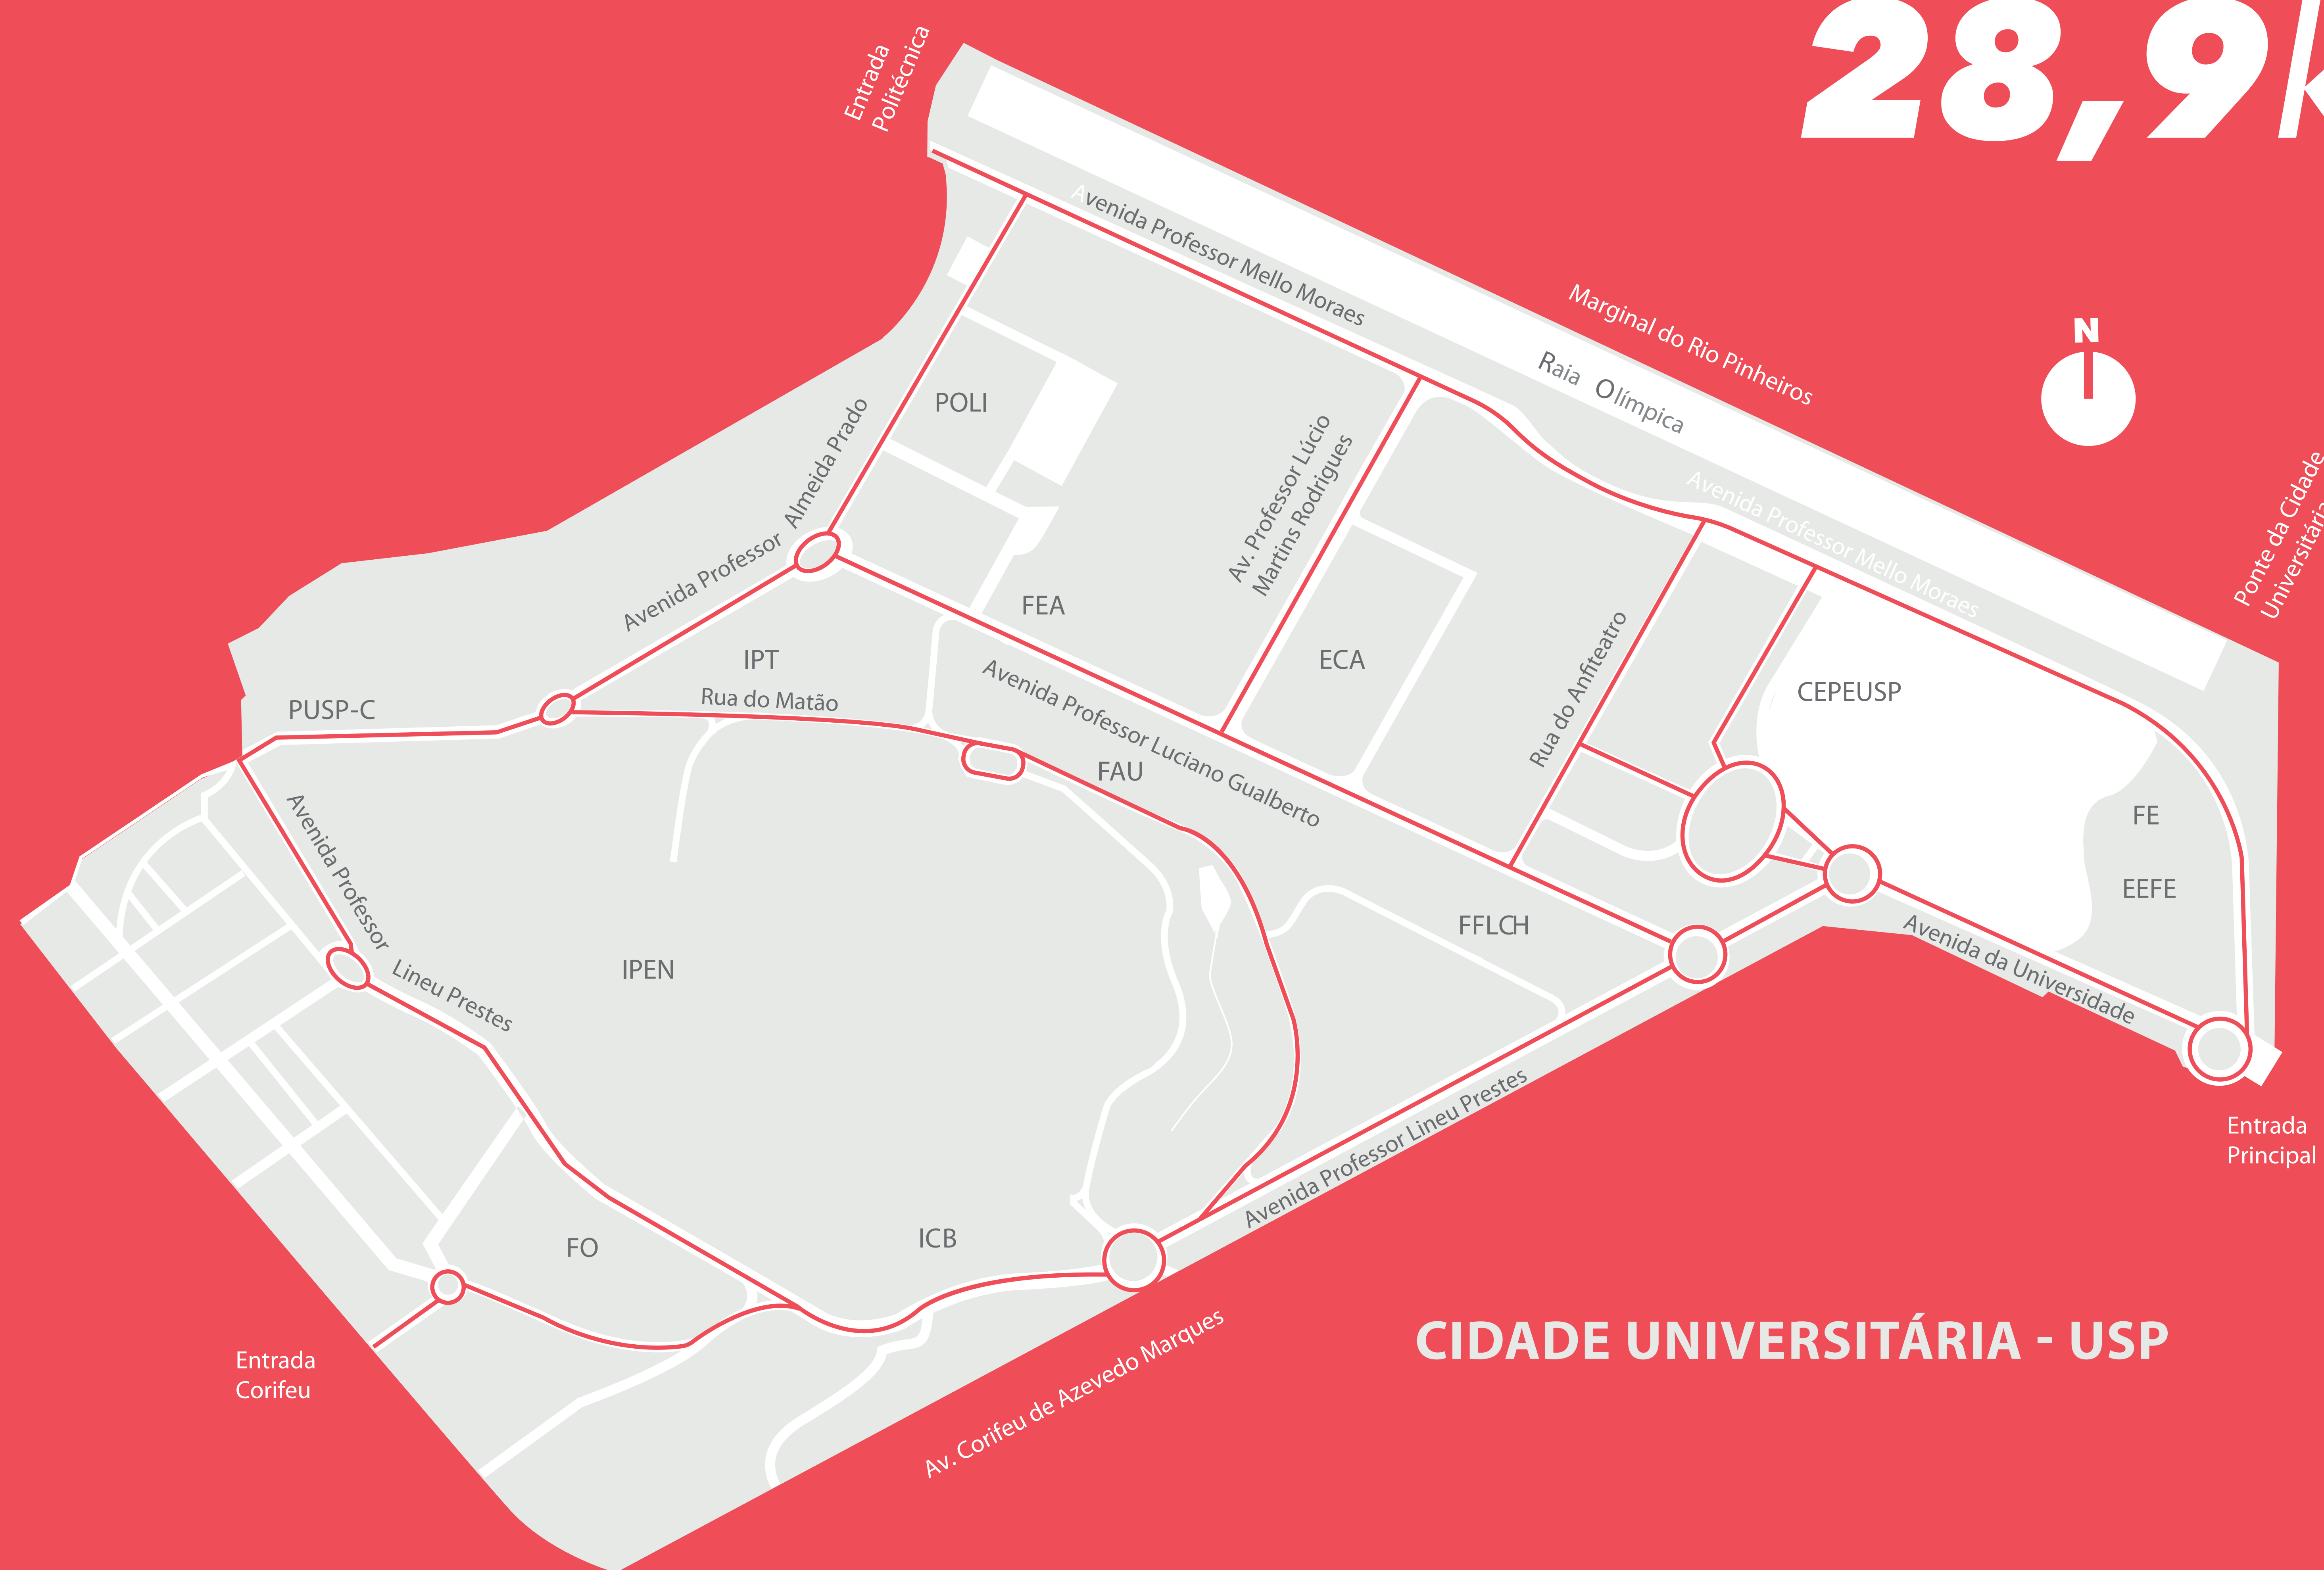 28,9k
Entrada
Politécnica
Avenida Professor Mello Moraes
Marginal do Rio Pinheiros
N
Raia Olímpica
POLI
Almeida Prado
Av. Professor Lúcio
Martins Rodrigues
Avenida Professor Mello Moraes
Ponte da Cidade
Universitária
Avenida Professor
FEA
IPT
ECA
Rua do Anfiteatro
CEPEUSP
Rua do Matão
PUSP-C
Avenida Professor Luciano Gualberto
FAU
FE
EEFE
Avenida Professor
Lineu Prestes
FFLCH
Avenida da Universidade
IPEN
Avenida Professor Lineu Prestes
Entrada
Principal
ICB
FO
Entrada
Corifeu
Av. Corifeu de Azevedo Marques
CIDADE UNIVERSITÁRIA - USP